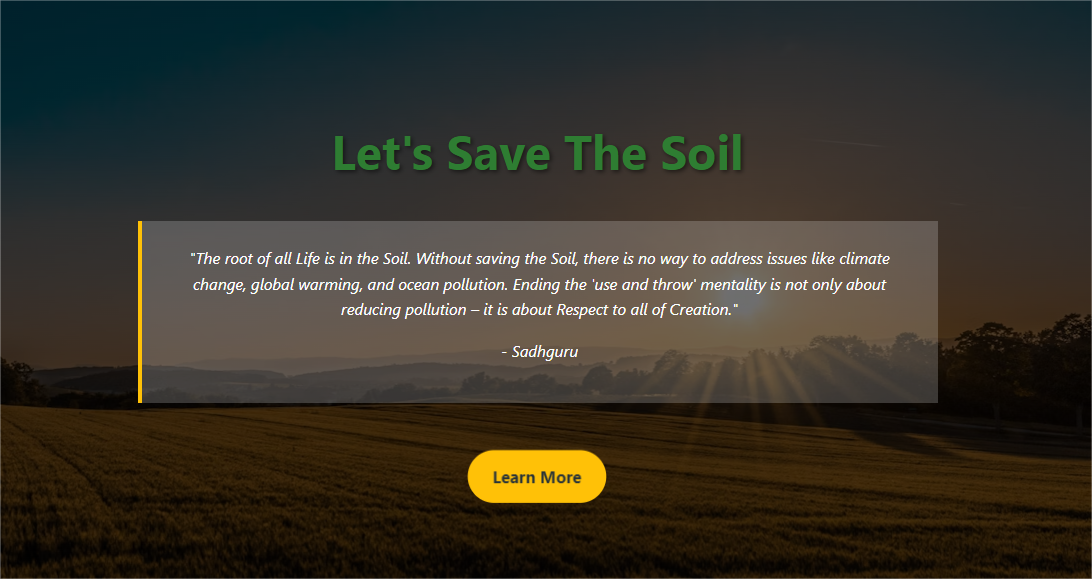 Let's Save The Soil
"The root of all Life is in the Soil. Without saving the Soil, there is no way to address issues like climate
change, global warming, and ocean pollution. Ending the 'use and throw' mentality is not only about
reducing pollution – it is about Respect to all of Creation."
- Sadhguru
Learn More